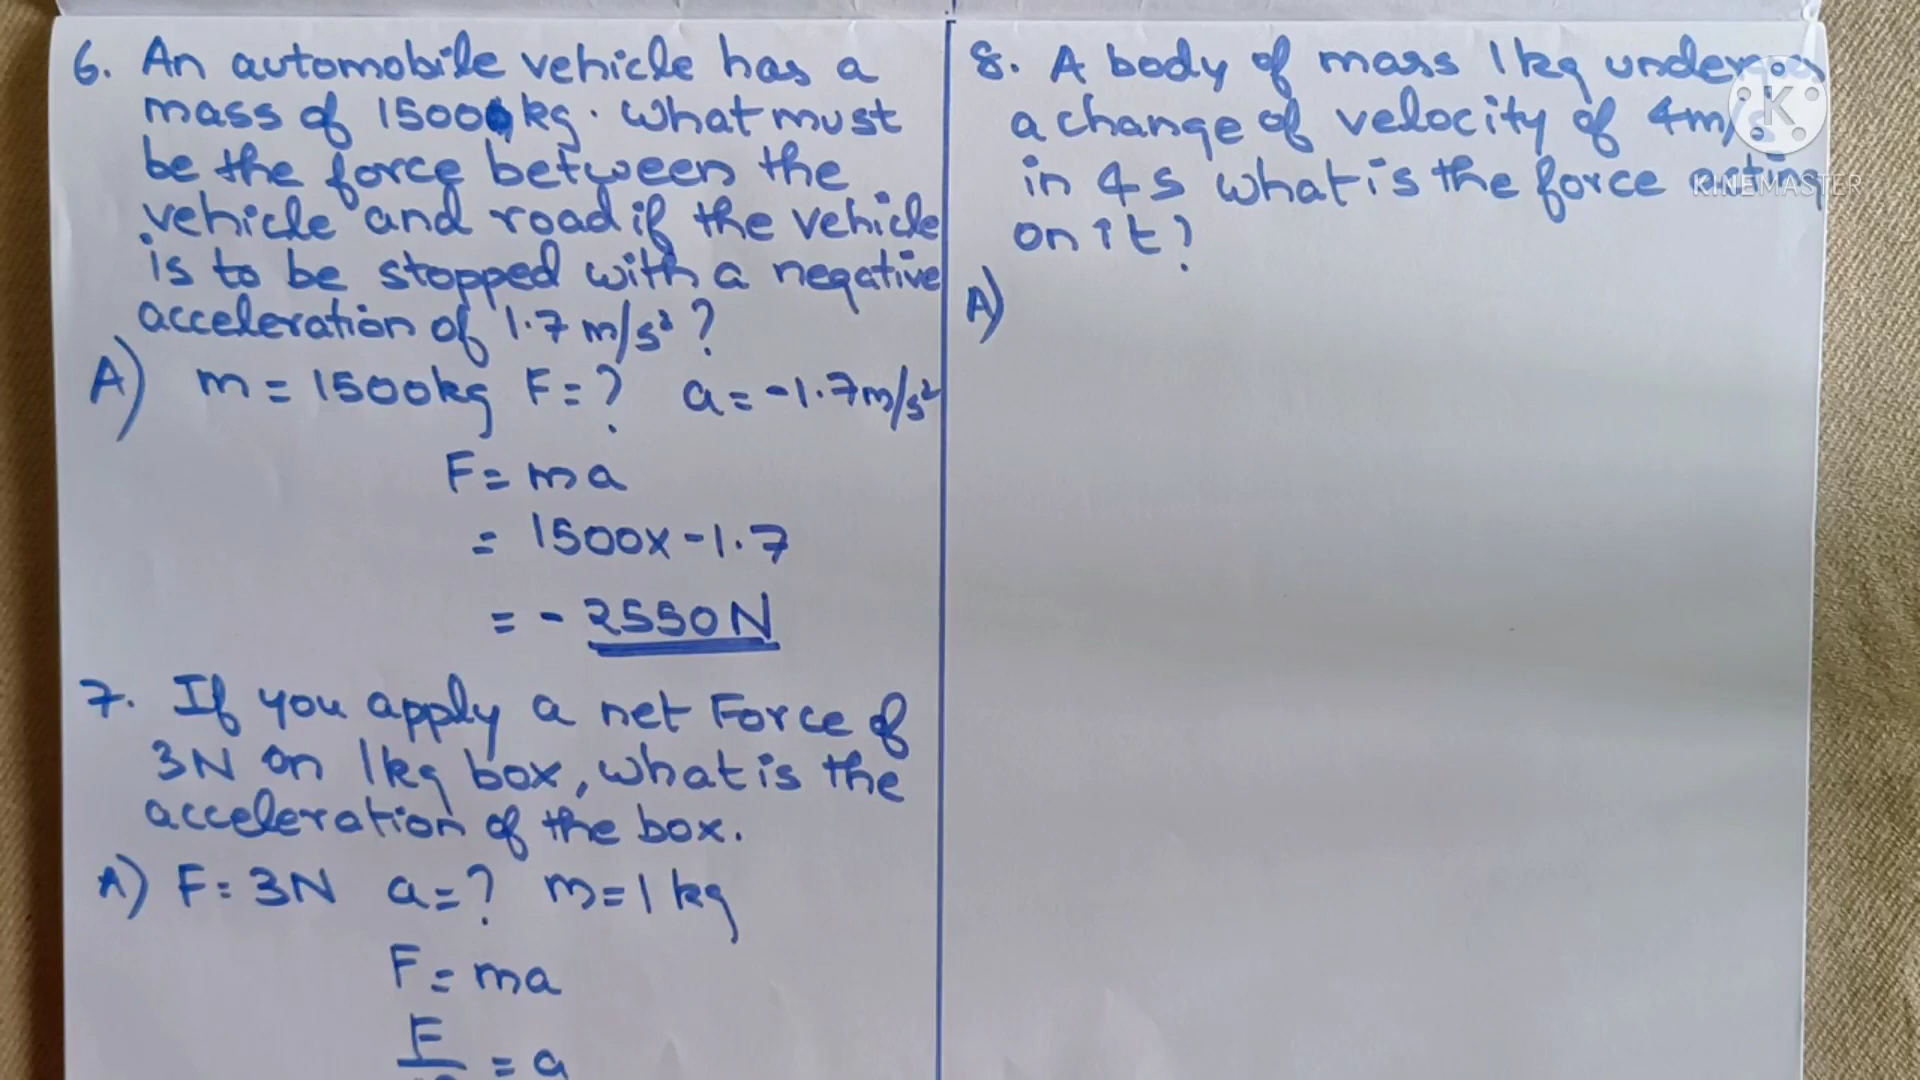 6. An automobile vehicle has a
mass of 1500 kg. What must
be the force between the
vehicle and road if the vehicle
is to be stopped with a negative
acceleration of 1.7 m/s² ?
A) m = 1500kg F = ? a = -1.7m/s²
F = ma
= 1500x-1.7
= - 2550N
7. If you apply a net Force of
3N on 1kg box, what is the
acceleration of the box.
A) F = 3N a = ? m = 1 kg
F = ma
F
= a
8. A body of mass 1kg undergoes
a change of velocity of 4m/s
in 4s what is the force acting
on it?
A)
K
KINEMASTER